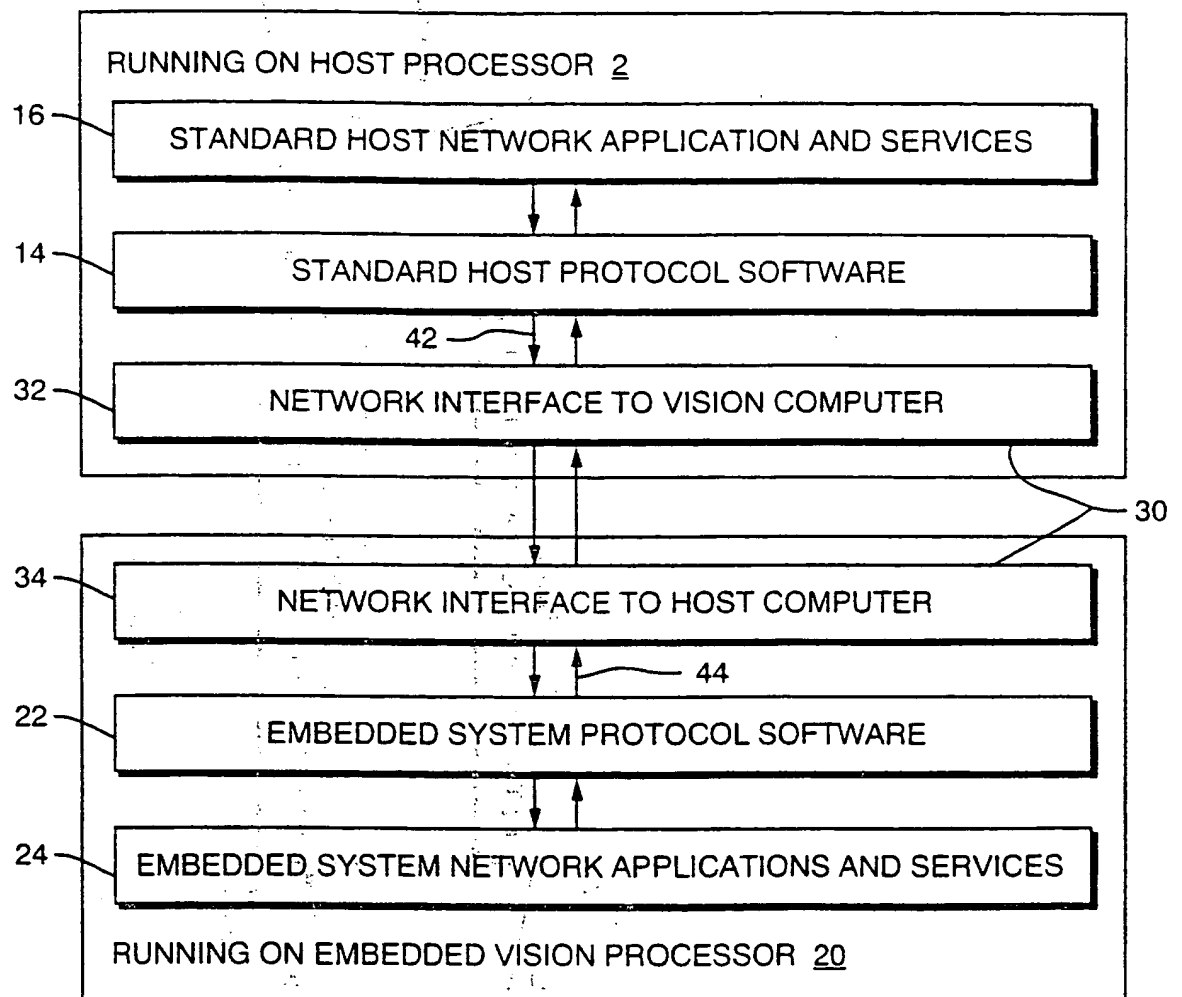 RUNNING ON HOST PROCESSOR 2
16
STANDARD HOST NETWORK APPLICATION AND SERVICES
14
STANDARD HOST PROTOCOL SOFTWARE
42
32
NETWORK INTERFACE TO VISION COMPUTER
30
34
NETWORK INTERFACE TO HOST COMPUTER
44
22
EMBEDDED SYSTEM PROTOCOL SOFTWARE
24
EMBEDDED SYSTEM NETWORK APPLICATIONS AND SERVICES
RUNNING ON EMBEDDED VISION PROCESSOR 20